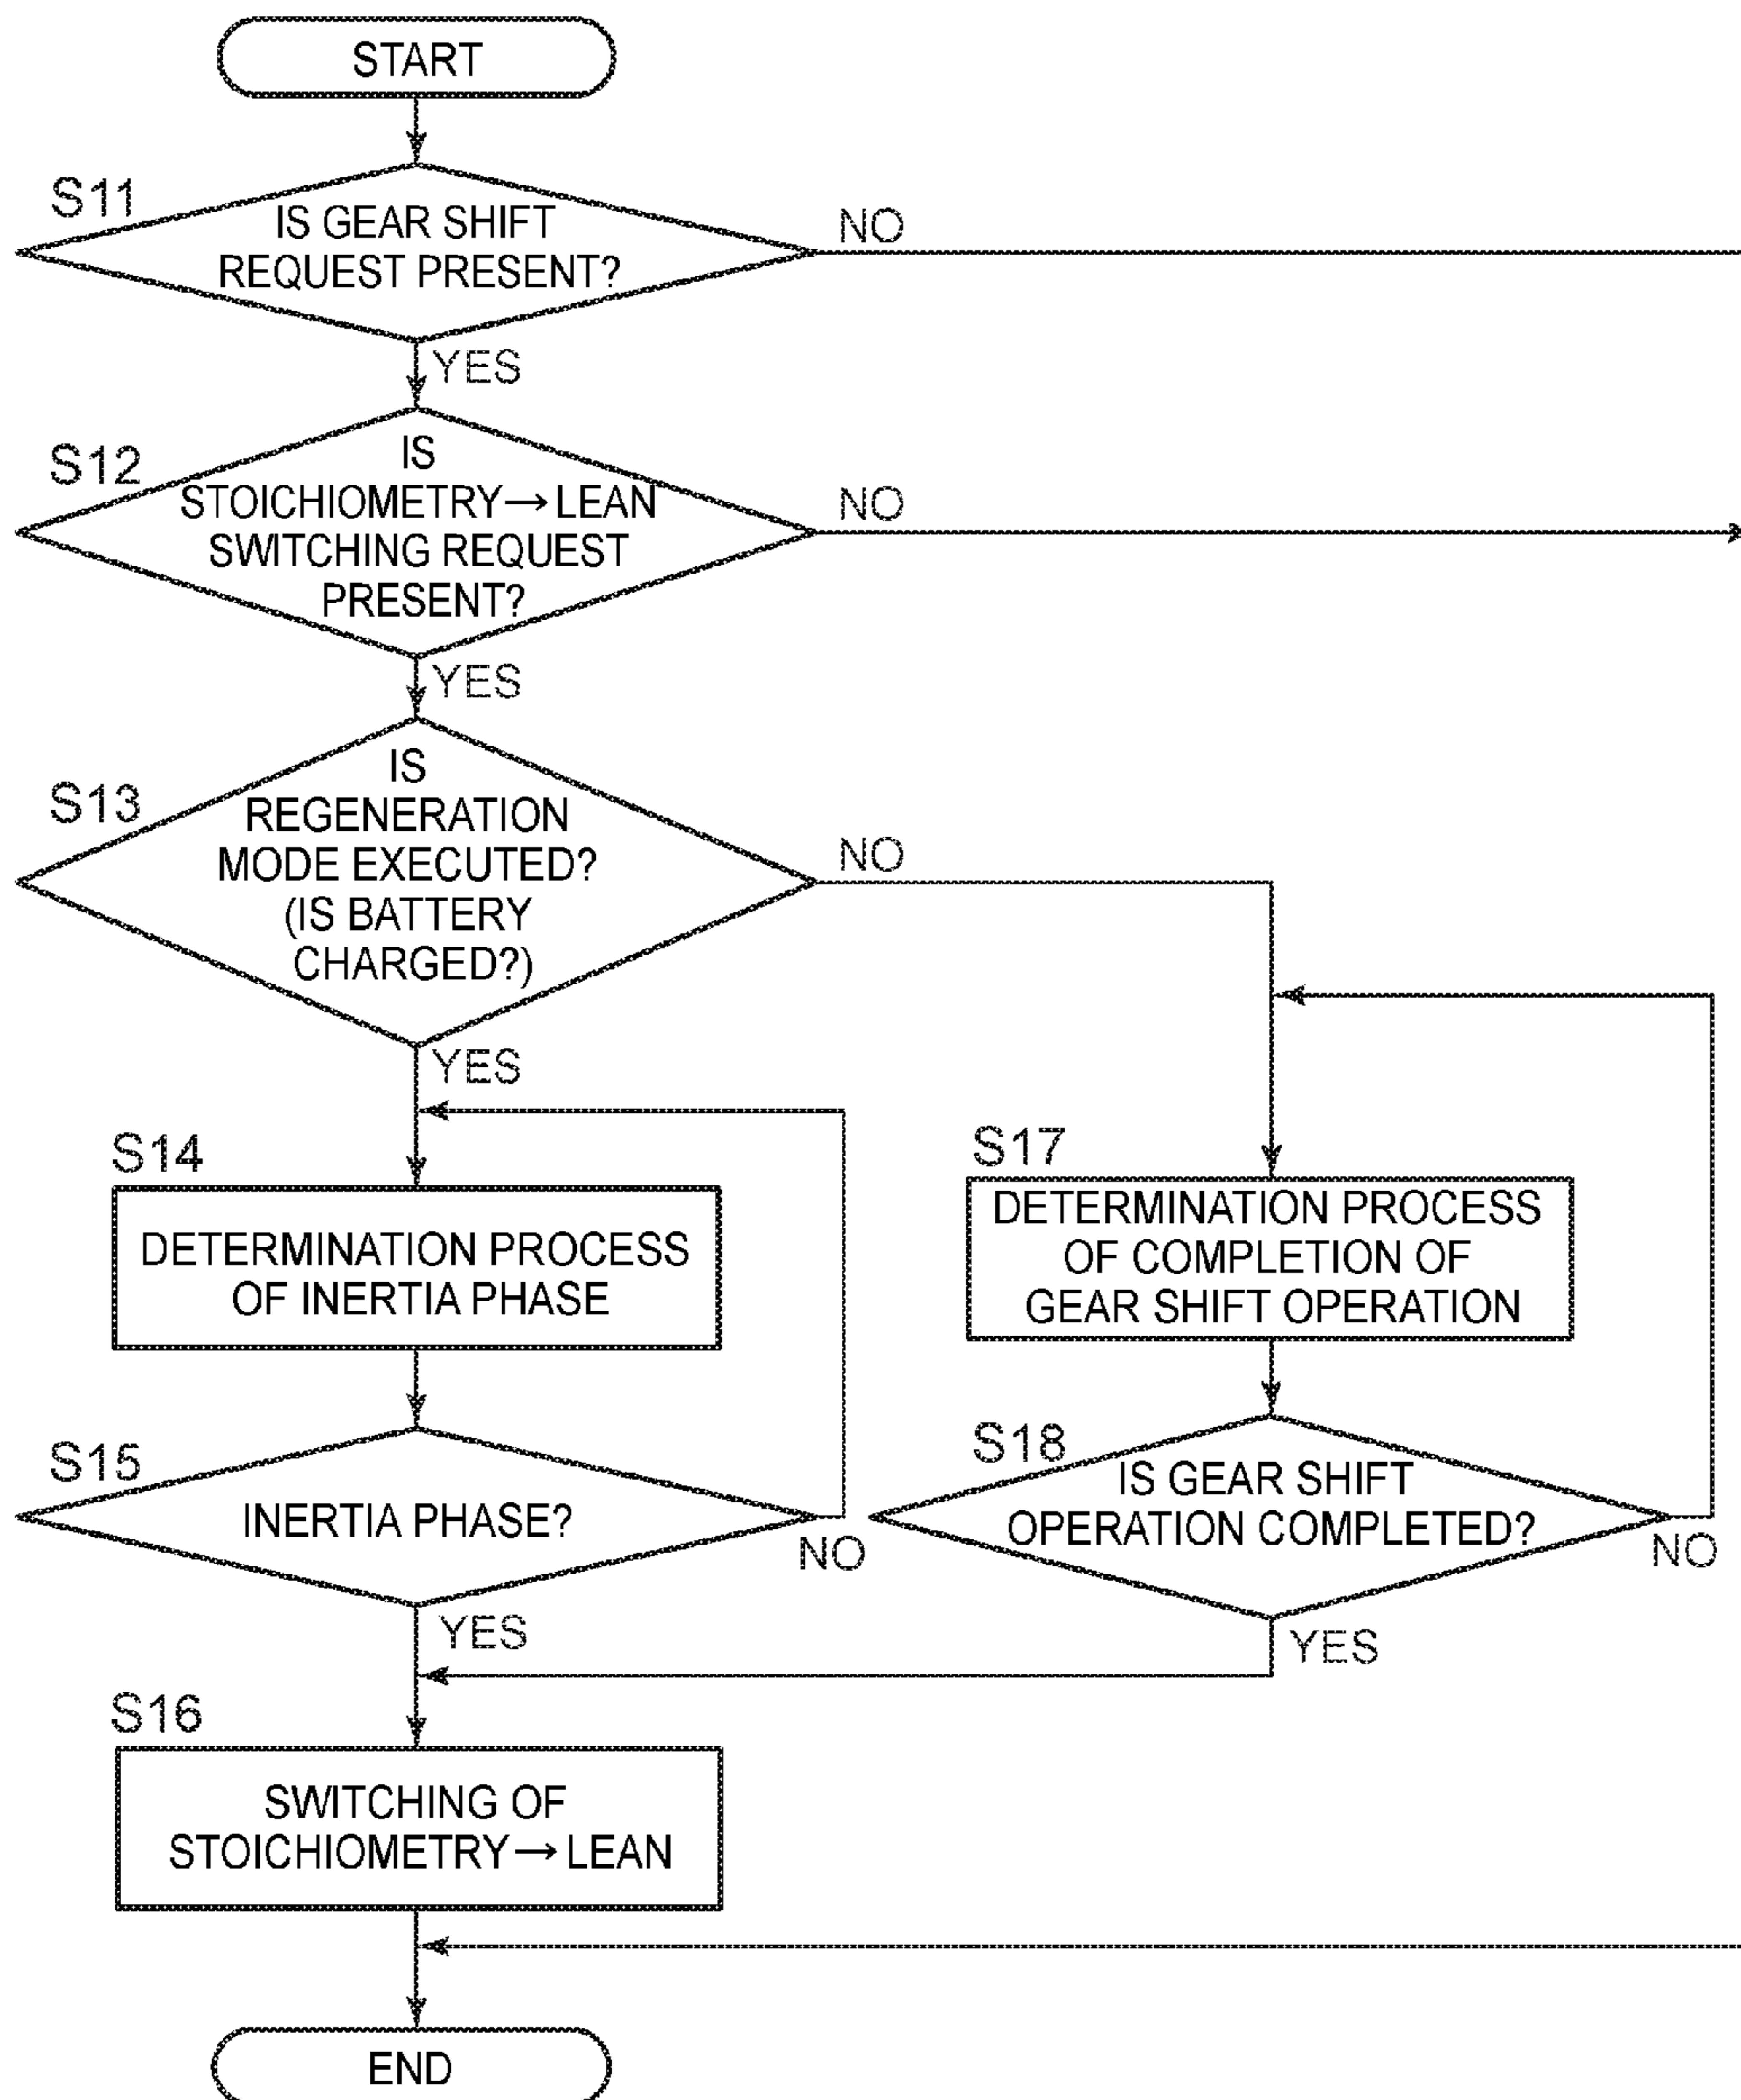 START
S11
IS GEAR SHIFT
REQUEST PRESENT?
NO
YES
S12
IS
STOICHIOMETRY→LEAN
SWITCHING REQUEST
PRESENT?
NO
YES
S13
IS
REGENERATION
MODE EXECUTED?
(IS BATTERY
CHARGED?)
NO
YES
S14
DETERMINATION PROCESS
OF INERTIA PHASE
S17
DETERMINATION PROCESS
OF COMPLETION OF
GEAR SHIFT OPERATION
S15
INERTIA PHASE?
NO
YES
S18
IS GEAR SHIFT
OPERATION COMPLETED?
NO
YES
S16
SWITCHING OF
STOICHIOMETRY→LEAN
END